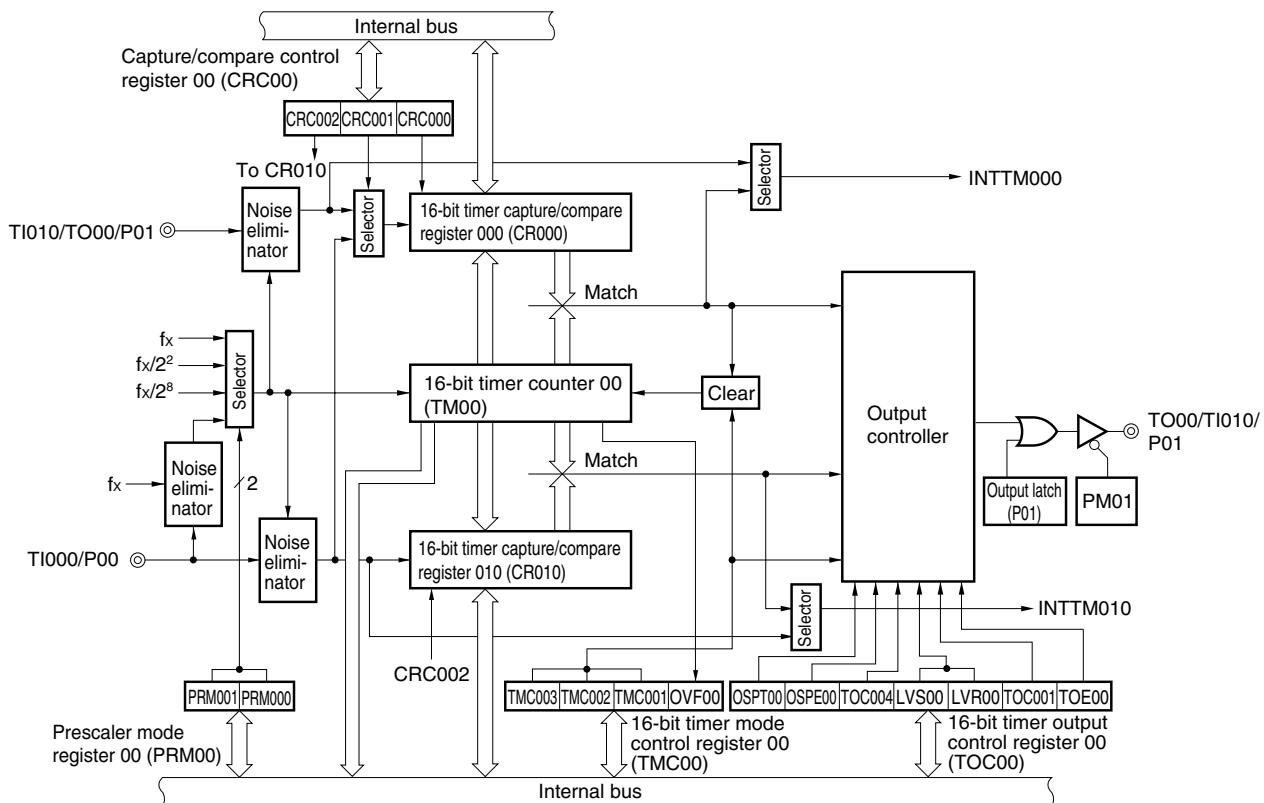 Internal bus
Capture/compare control
register 00 (CRC00)
CRC002 CRC001 CRC000
To CR010
Selector
INTTM000
Noise
elimi-
nator
Selector
16-bit timer capture/compare
register 000 (CR000)
TI010/TO00/P01
Match
fx
fx/2²
fx/2⁸
Selector
16-bit timer counter 00
(TM00)
Clear
Output
controller
TO00/TI010/
P01
Match
fx
Noise
elimi-
nator
2
Output latch
(P01)
PM01
TI000/P00
Noise
elimi-
nator
16-bit timer capture/compare
register 010 (CR010)
Selector
INTTM010
CRC002
PRM001 PRM000
TMC003 TMC002 TMC001 OVF00
OSPT00 OSPE00 TOC004 LVS00 LVR00 TOC001 TOE00
Prescaler mode
register 00 (PRM00)
16-bit timer mode
control register 00
(TMC00)
16-bit timer output
control register 00
(TOC00)
Internal bus